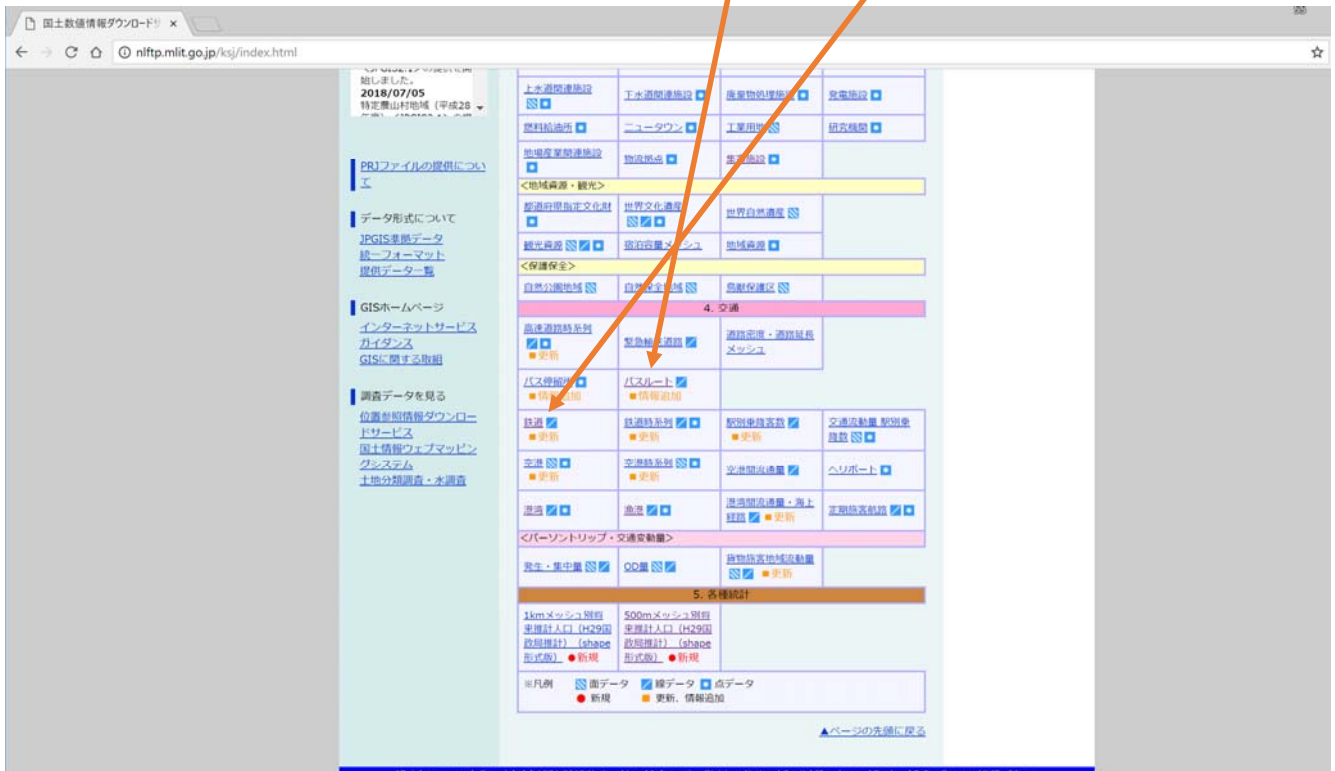 国土数値情報ダウンロードサ ×
nlftp.mlit.go.jp/ksj/index.html
始しました。
2018/07/05
特定農山村地域（平成28
PRJファイルの提供につい
て
データ形式について
JPGIS準拠データ
統一フォーマット
提供データ一覧
GISホームページ
インターネットサービス
ガイダンス
GISに関する取組
調査データを見る
位置参照情報ダウンロー
ドサービス
国土情報ウェブマッピン
グシステム
土地分類調査・水調査
上水道関連施設
下水道関連施設
廃棄物処理施設
発電施設
燃料給油所
ニュータウン
工業用地
研究機関
地場産業関連施設
物流拠点
集客施設
<地域資源・観光>
都道府県指定文化財
世界文化遺産
世界自然遺産
観光資源
宿泊容量メッシュ
地域資源
<保護保全>
自然公園地域
自然保全地域
鳥獣保護区
4. 交通
高速道路時系列
■更新
緊急輸送道路
道路密度・道路延長
メッシュ
バス停留所
■情報追加
バスルート
■情報追加
鉄道
■更新
鉄道時系列
■更新
駅別乗降客数
■更新
交通流動量 駅別乗
降数
空港
■更新
空港時系列
■更新
空港間流通量
ヘリポート
港湾
漁港
港湾間流通量・海上
経路 ■更新
定期旅客航路
<パーソントリップ・交通変動量>
発生・集中量
OD量
貨物旅客地域流動量
■更新
5. 各種統計
1kmメッシュ別将
来推計人口（H29国
政局推計）（shape
形式版） ●新規
500mメッシュ別将
来推計人口（H29国
政局推計）（shape
形式版） ●新規
※凡例 面データ 線データ 点データ
● 新規 ■ 更新、情報追加
▲ページの先頭に戻る